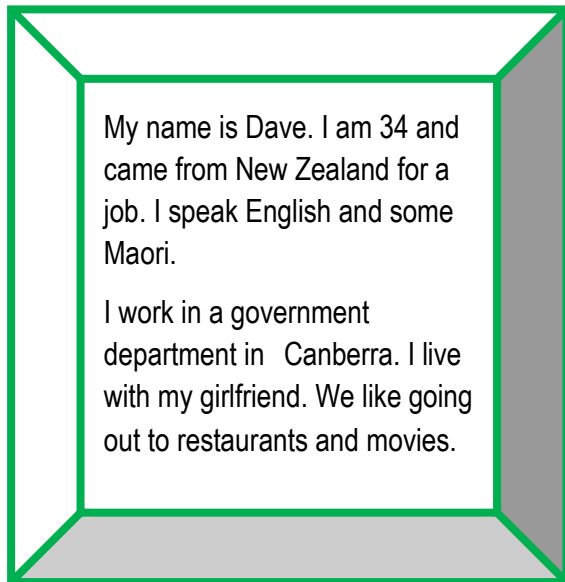 My name is Dave. I am 34 and
came from New Zealand for a
job. I speak English and some
Maori.
I work in a government
department in Canberra. I live
with my girlfriend. We like going
out to restaurants and movies.